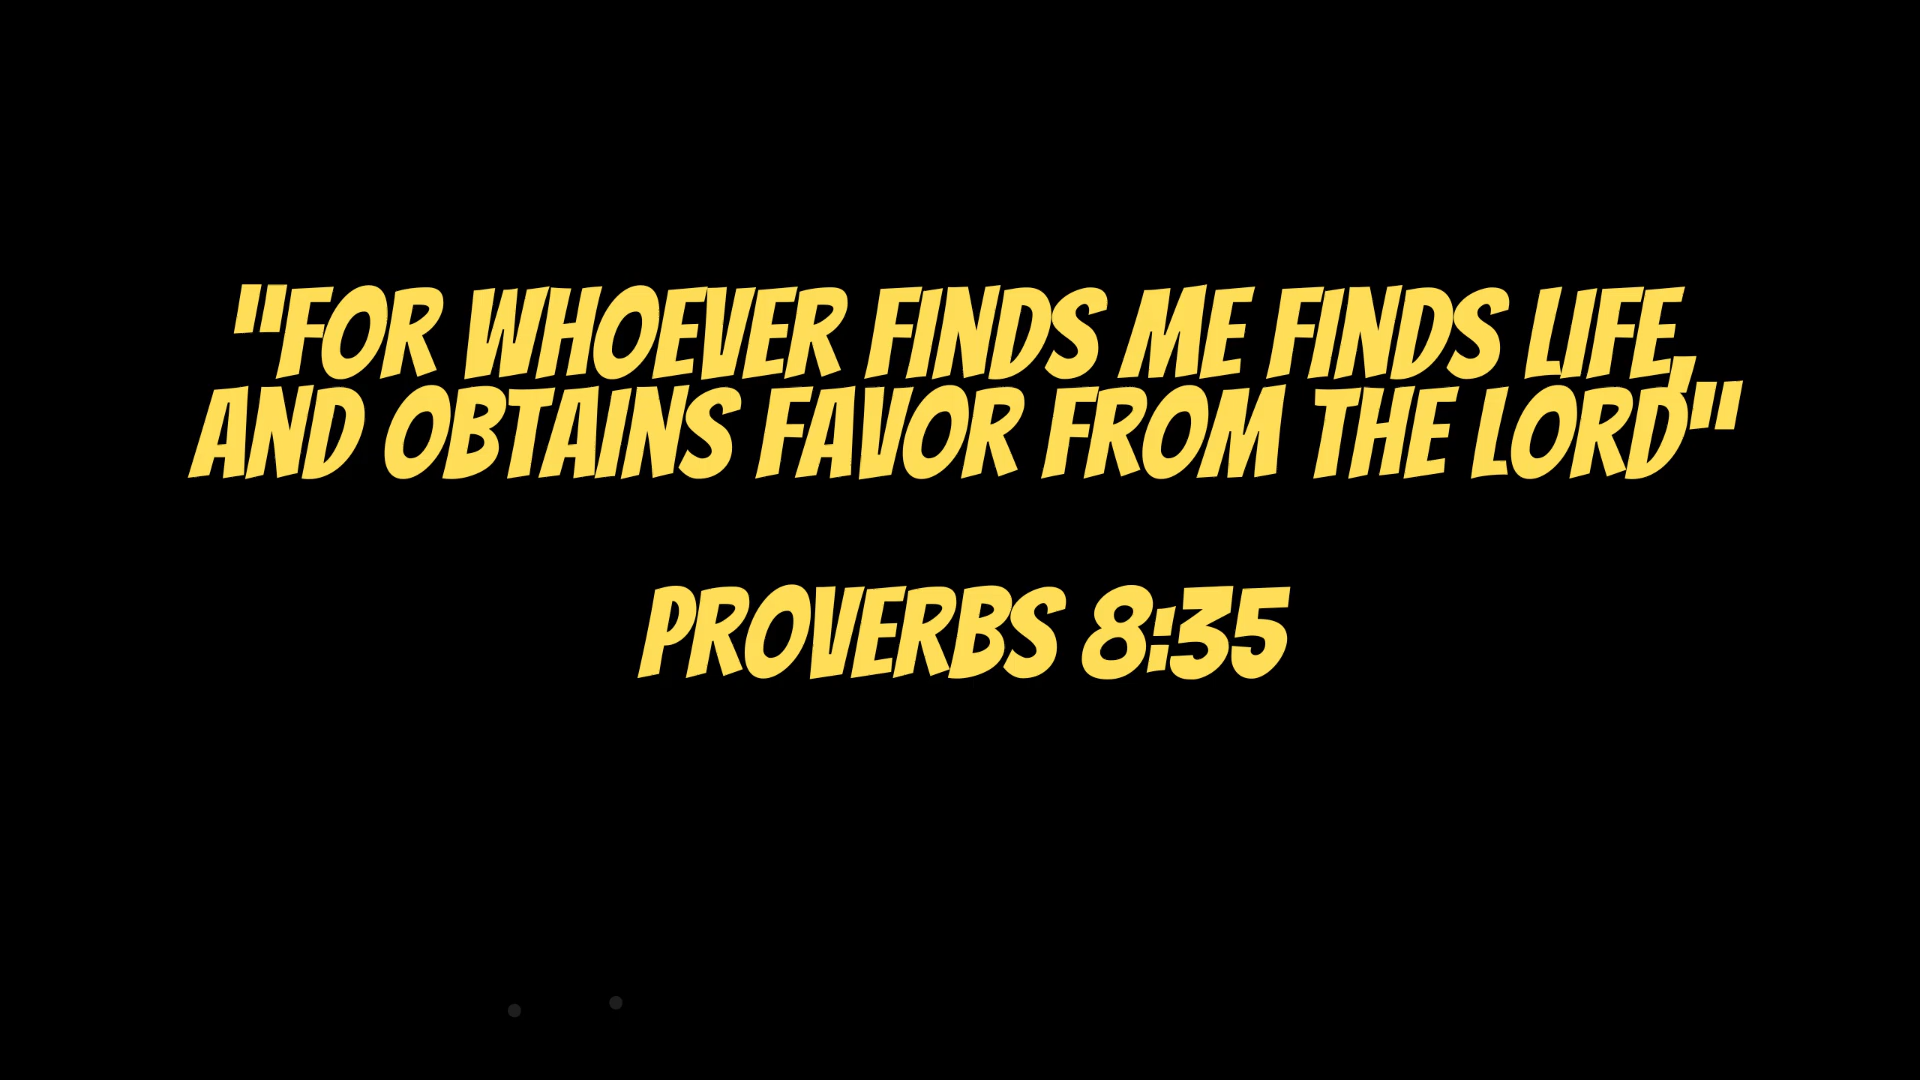 "FOR WHOEVER FINDS ME FINDS LIFE,
AND OBTAINS FAVOR FROM THE LORD"
PROVERBS 8:35